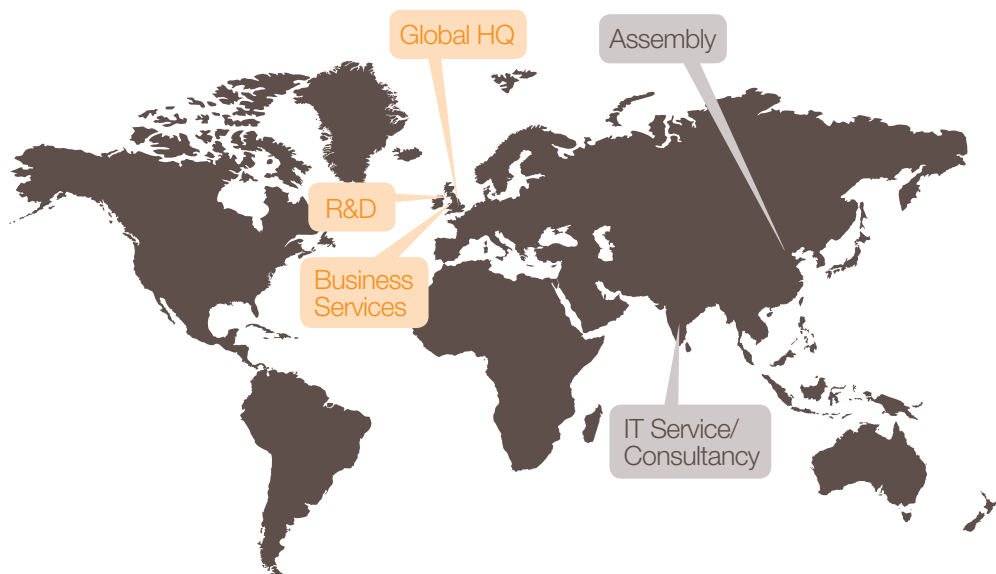 Global HQ
Assembly
R&D
Business
Services
IT Service/
Consultancy